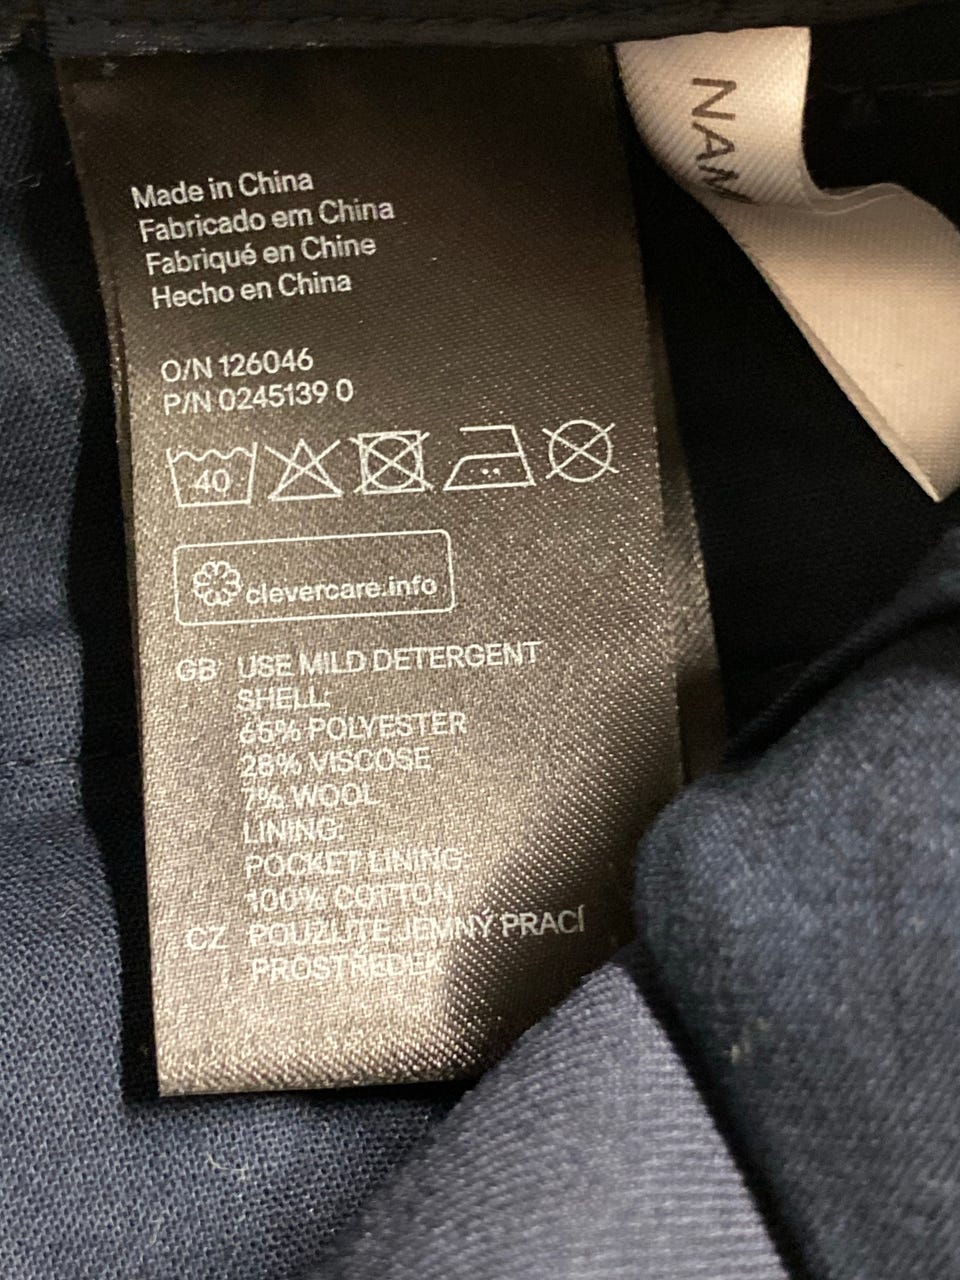 Made in China
Fabricado em China
Fabriqué en Chine
Hecho en China
O/N 126046
P/N 0245139 0
40
clevercare.info
GB USE MILD DETERGENT
SHELL:
65% POLYESTER
28% VISCOSE
7% WOOL
LINING:
POCKET LINING:
100% COTTON
CZ POUŽIJTE JEMNÝ PRACÍ
PROSTŘEDEK
NAM